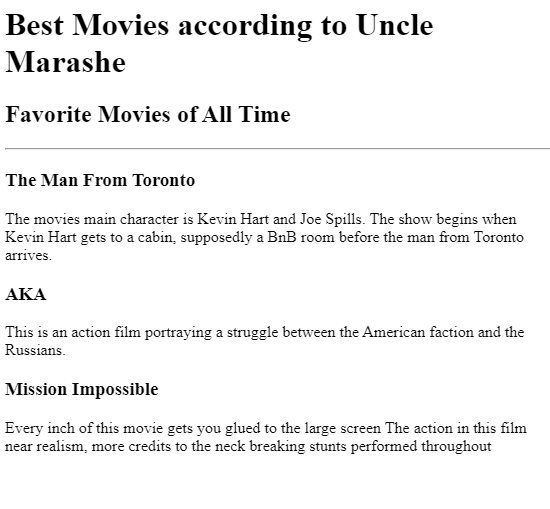 Best Movies according to Uncle
Marashe
Favorite Movies of All Time
The Man From Toronto
The movies main character is Kevin Hart and Joe Spills. The show begins when
Kevin Hart gets to a cabin, supposedly a BnB room before the man from Toronto
arrives.
AKA
This is an action film portraying a struggle between the American faction and the
Russians.
Mission Impossible
Every inch of this movie gets you glued to the large screen The action in this film
near realism, more credits to the neck breaking stunts performed throughout